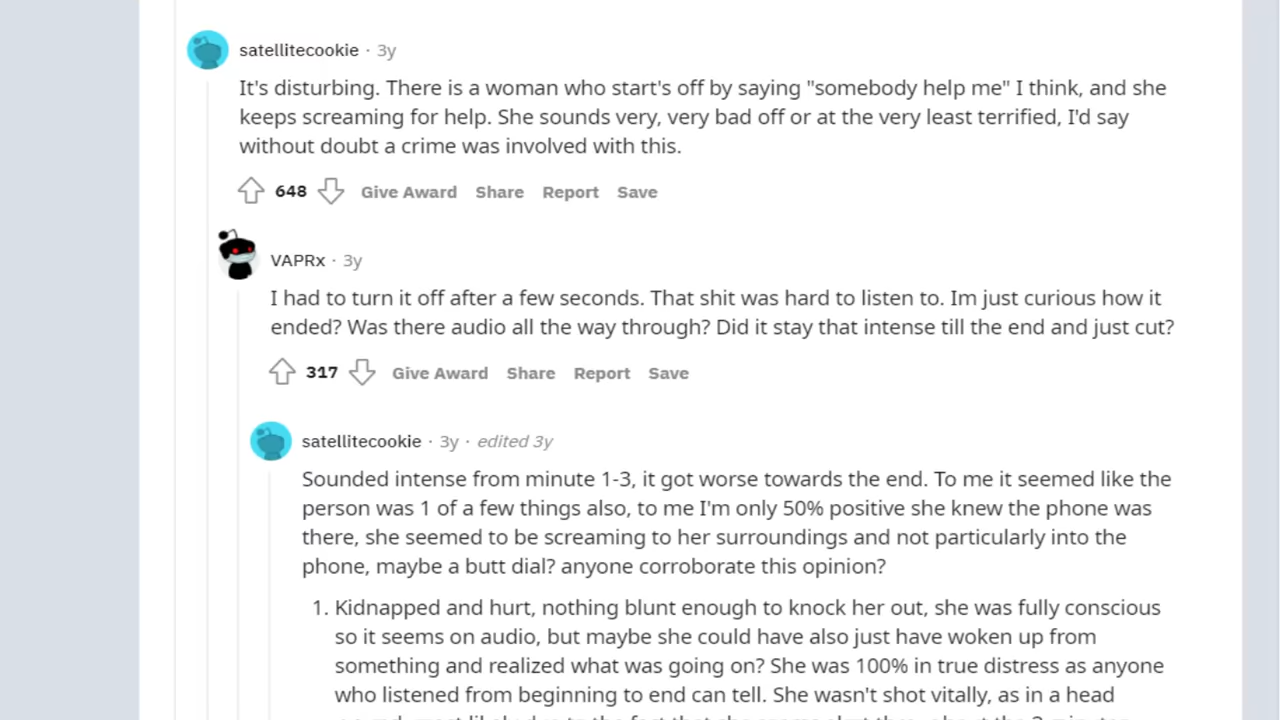 satellitecookie · 3y
It's disturbing. There is a woman who start's off by saying "somebody help me" I think, and she
keeps screaming for help. She sounds very, very bad off or at the very least terrified, I'd say
without doubt a crime was involved with this.
648 Give Award Share Report Save
VAPRx · 3y
I had to turn it off after a few seconds. That shit was hard to listen to. Im just curious how it
ended? Was there audio all the way through? Did it stay that intense till the end and just cut?
317 Give Award Share Report Save
satellitecookie · 3y · edited 3y
Sounded intense from minute 1-3, it got worse towards the end. To me it seemed like the
person was 1 of a few things also, to me I'm only 50% positive she knew the phone was
there, she seemed to be screaming to her surroundings and not particularly into the
phone, maybe a butt dial? anyone corroborate this opinion?
1. Kidnapped and hurt, nothing blunt enough to knock her out, she was fully conscious
so it seems on audio, but maybe she could have also just have woken up from
something and realized what was going on? She was 100% in true distress as anyone
who listened from beginning to end can tell. She wasn't shot vitally, as in a head